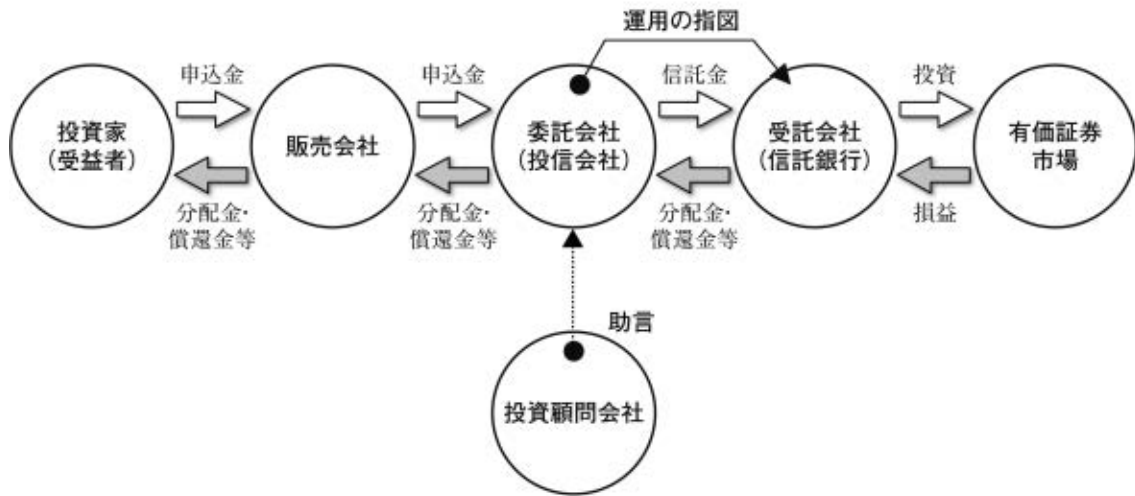 運用の指図
申込金
申込金
信託金
投資
投資家
(受益者)
販売会社
委託会社
(投信会社)
受託会社
(信託銀行)
有価証券
市場
分配金・
償還金等
分配金・
償還金等
分配金・
償還金等
損益
助言
投資顧問会社